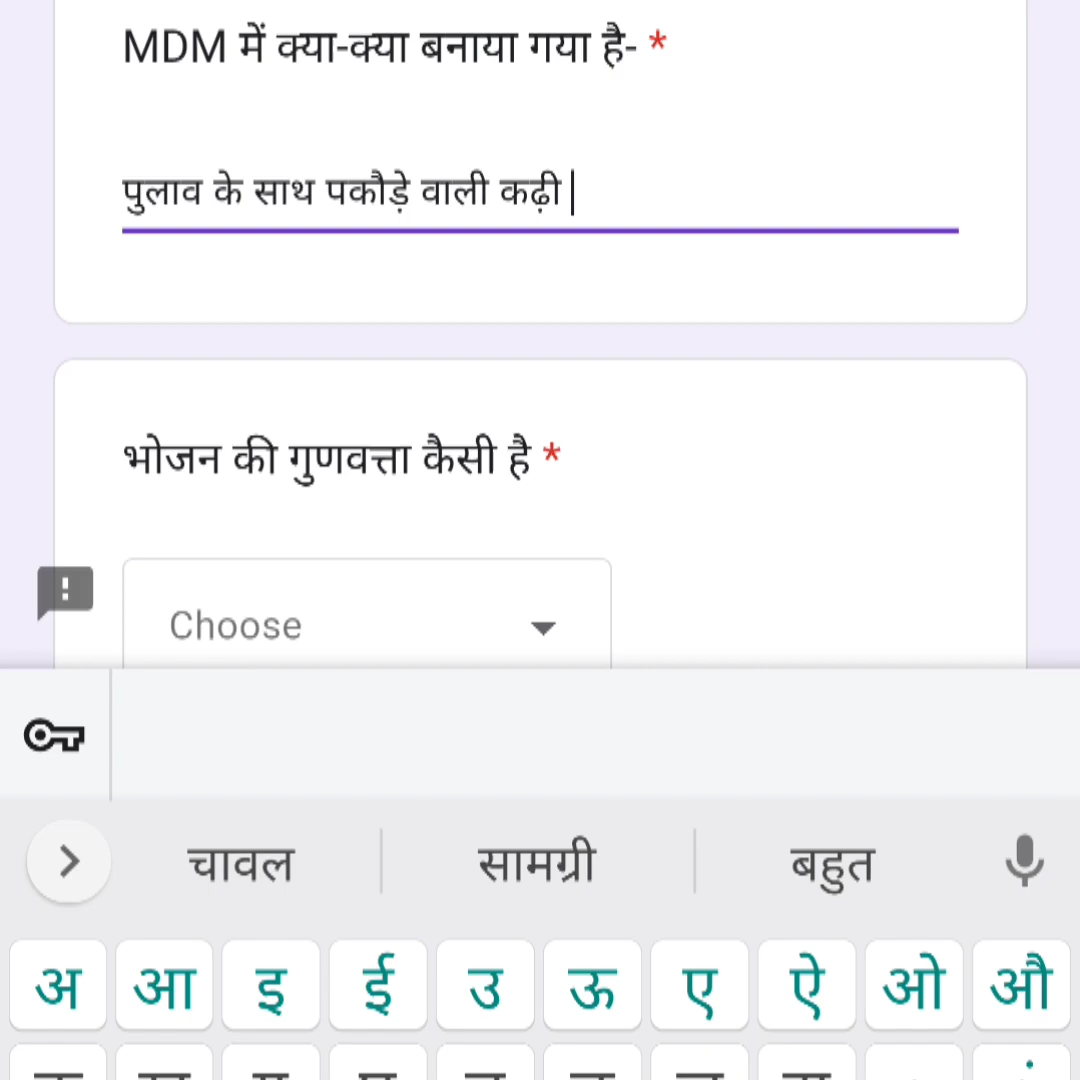 MDM में क्या-क्या बनाया गया है- *
पुलाव के साथ पकौड़े वाली कढ़ी
भोजन की गुणवत्ता कैसी है *
Choose
चावल सामग्री बहुत
अ आ इ ई उ ऊ ए ऐ ओ औ